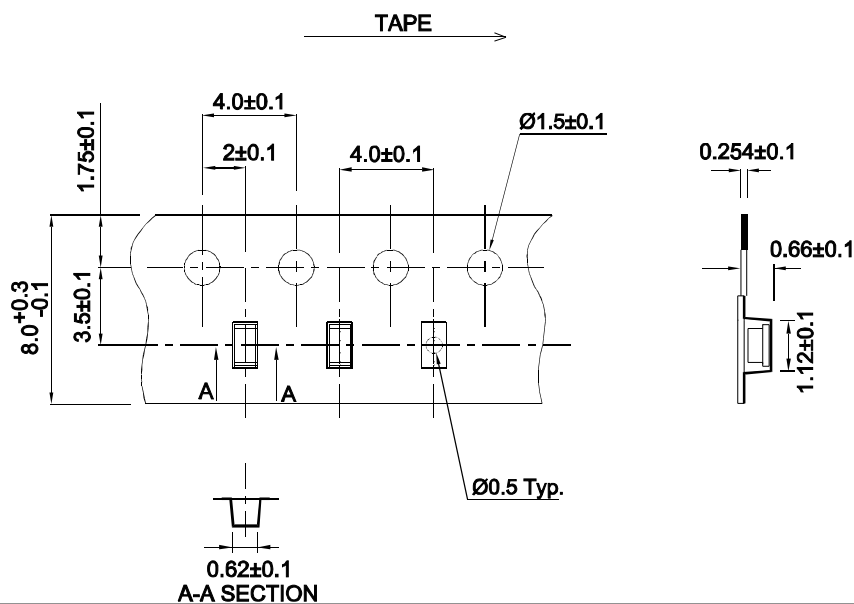 TAPE
4.0±0.1
Ø1.5±0.1
2±0.1
4.0±0.1
0.254±0.1
1.75±0.1
0.66±0.1
8.0+0.3-0.1
3.5±0.1
1.12±0.1
A
A
Ø0.5 Typ.
0.62±0.1
A-A SECTION